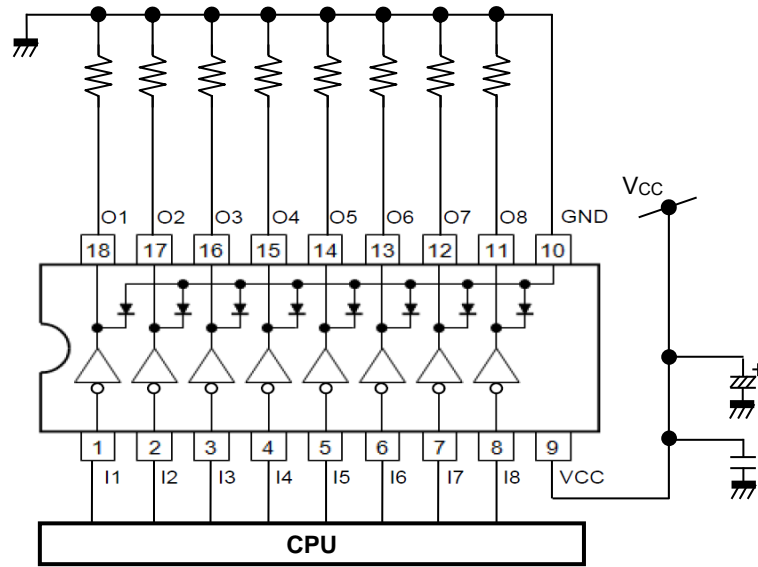 O1 O2 O3 O4 O5 O6 O7 O8 GND
VCC
18 17 16 15 14 13 12 11 10
+
1 2 3 4 5 6 7 8 9
I1 I2 I3 I4 I5 I6 I7 I8 VCC
CPU